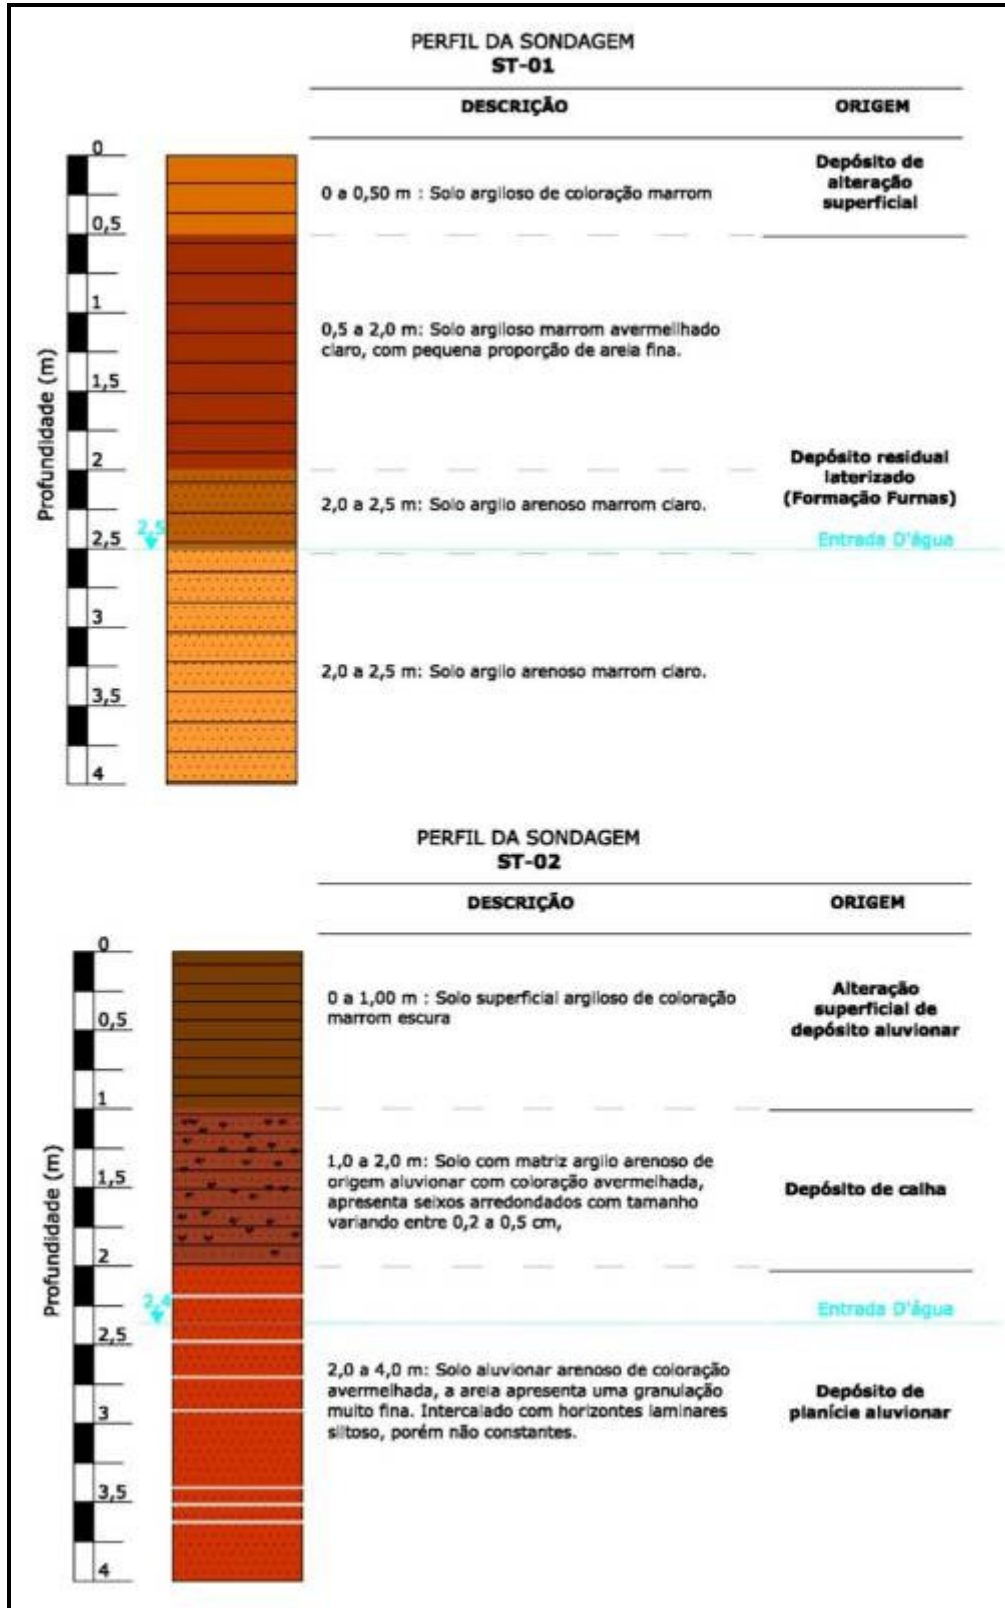 PERFIL DA SONDAGEM
ST-01
DESCRIÇÃO
ORIGEM
0
0 a 0,50 m : Solo argiloso de coloração marrom
Depósito de
alteração
superficial
0,5
0,5 a 2,0 m: Solo argiloso marrom avermelhado
claro, com pequena proporção de areia fina.
1
1,5
Profundidade (m)
2
Depósito residual
laterizado
(Formação Furnas)
2,0 a 2,5 m: Solo argilo arenoso marrom claro.
2,5
2,5
Entrada D'água
3
2,0 a 2,5 m: Solo argilo arenoso marrom claro.
3,5
4
PERFIL DA SONDAGEM
ST-02
DESCRIÇÃO
ORIGEM
0
0 a 1,00 m : Solo superficial argiloso de coloração
marrom escura
Alteração
superficial de
depósito aluvionar
0,5
1
1,0 a 2,0 m: Solo com matriz argilo arenoso de
origem aluvionar com coloração avermelhada,
apresenta seixos arredondados com tamanho
variando entre 0,2 a 0,5 cm,
Depósito de calha
1,5
Profundidade (m)
2
2,4
Entrada D'água
2,5
2,0 a 4,0 m: Solo aluvionar arenoso de coloração
avermelhada, a areia apresenta uma granulação
muito fina. Intercalado com horizontes laminares
siltoso, porém não constantes.
Depósito de
planície aluvionar
3
3,5
4